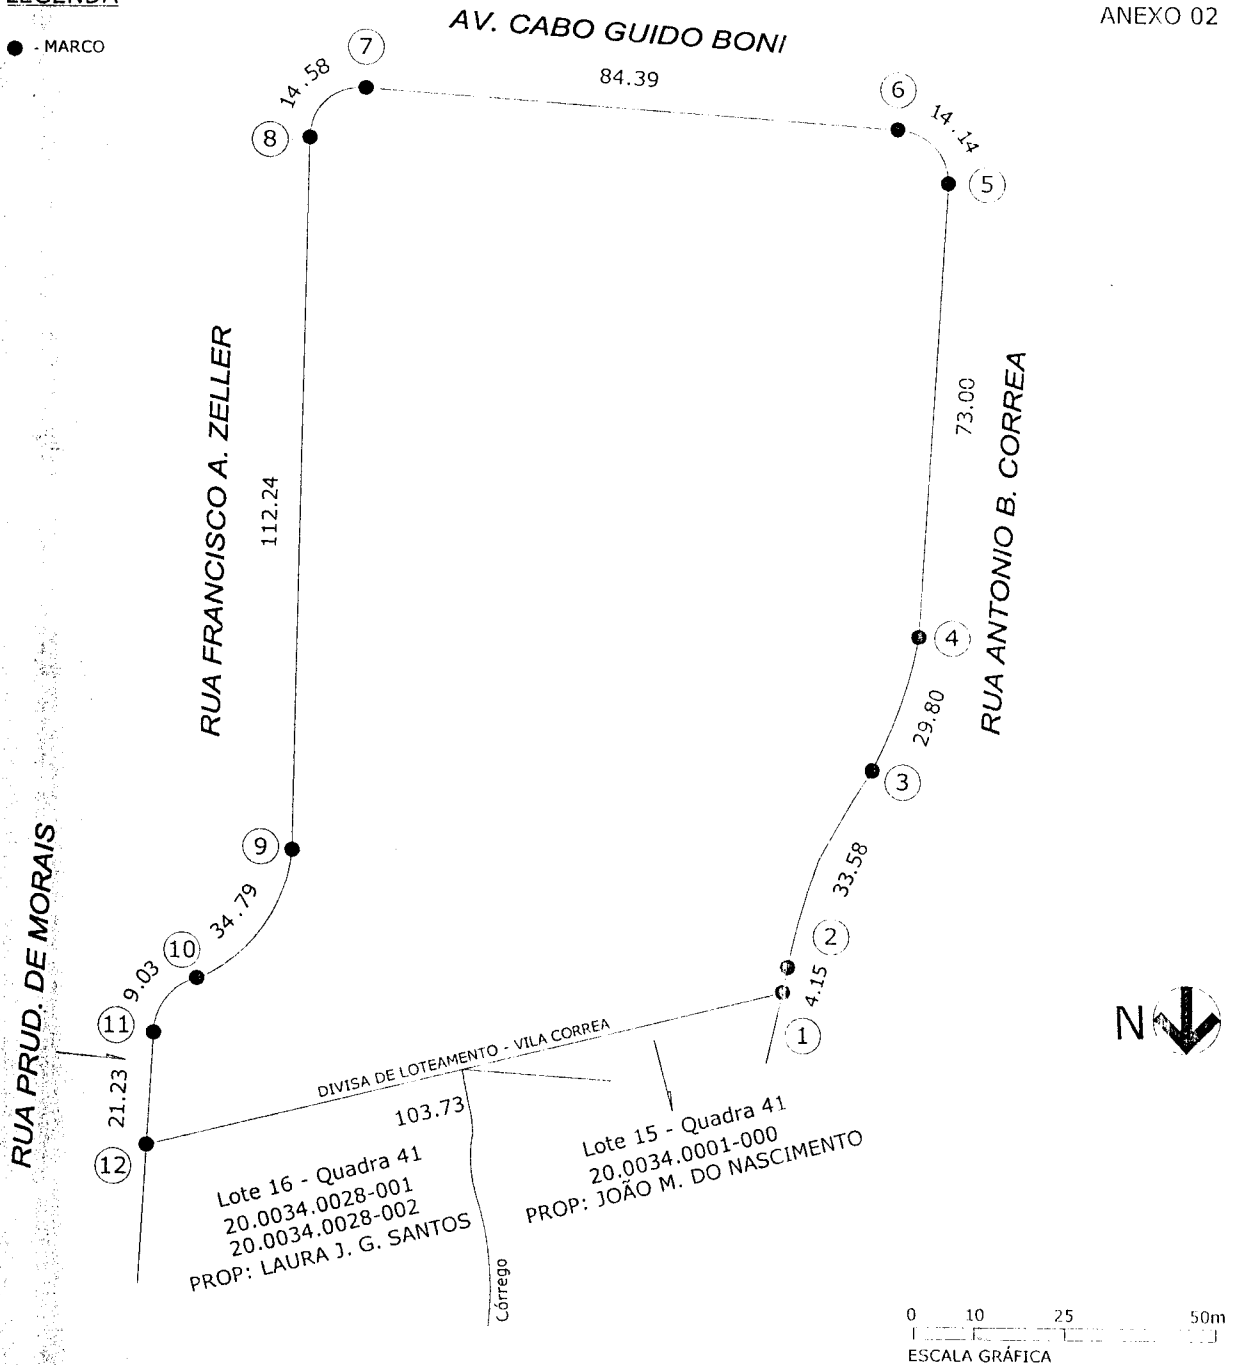 LEGENDA
- MARCO
ANEXO 02
AV. CABO GUIDO BONI
7
14.58
84.39
6
14.14
8
5
RUA FRANCISCO A. ZELLER
112.24
73.00
RUA ANTONIO B. CORREA
4
29.80
3
9
33.58
34.79
RUA PRUD. DE MORAIS
10
2
9.03
4.15
11
1
N
DIVISA DE LOTEAMENTO - VILA CORREA
21.23
103.73
12
Lote 16 - Quadra 41
20.0034.0028-001
20.0034.0028-002
PROP: LAURA J. G. SANTOS
Lote 15 - Quadra 41
20.0034.0001-000
PROP: JOÃO M. DO NASCIMENTO
Córrego
0 10 25 50m
ESCALA GRÁFICA